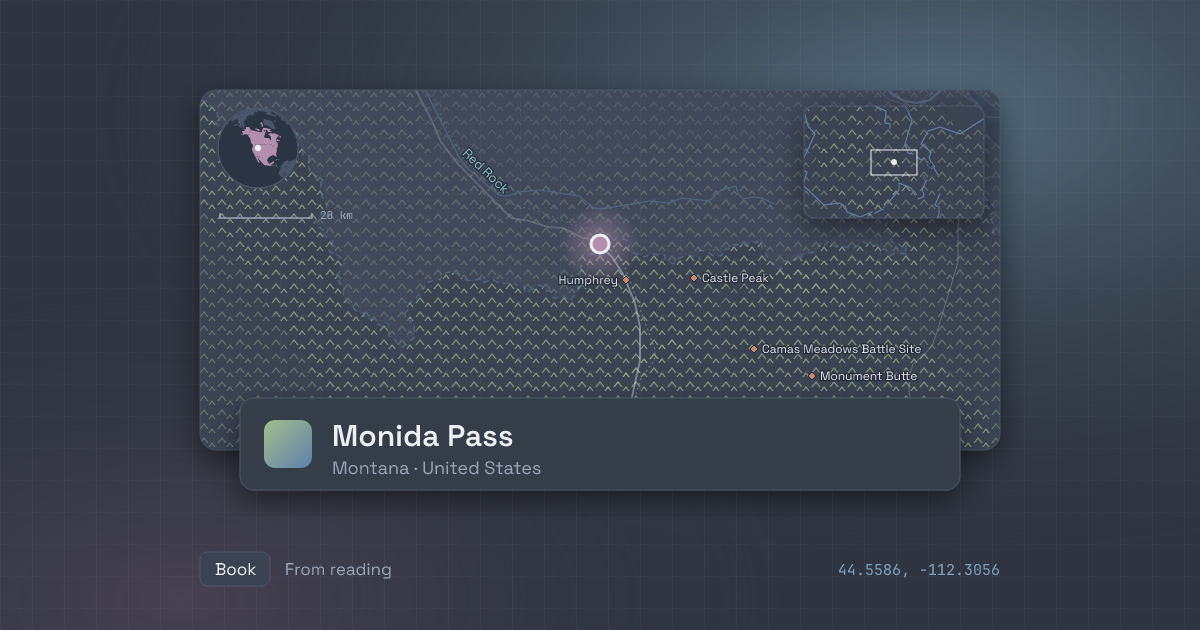 Red Rock
20 km
Humphrey
Castle Peak
Camas Meadows Battle Site
Monument Butte
Monida Pass
Montana · United States
Book
From reading
44.5586, -112.3056